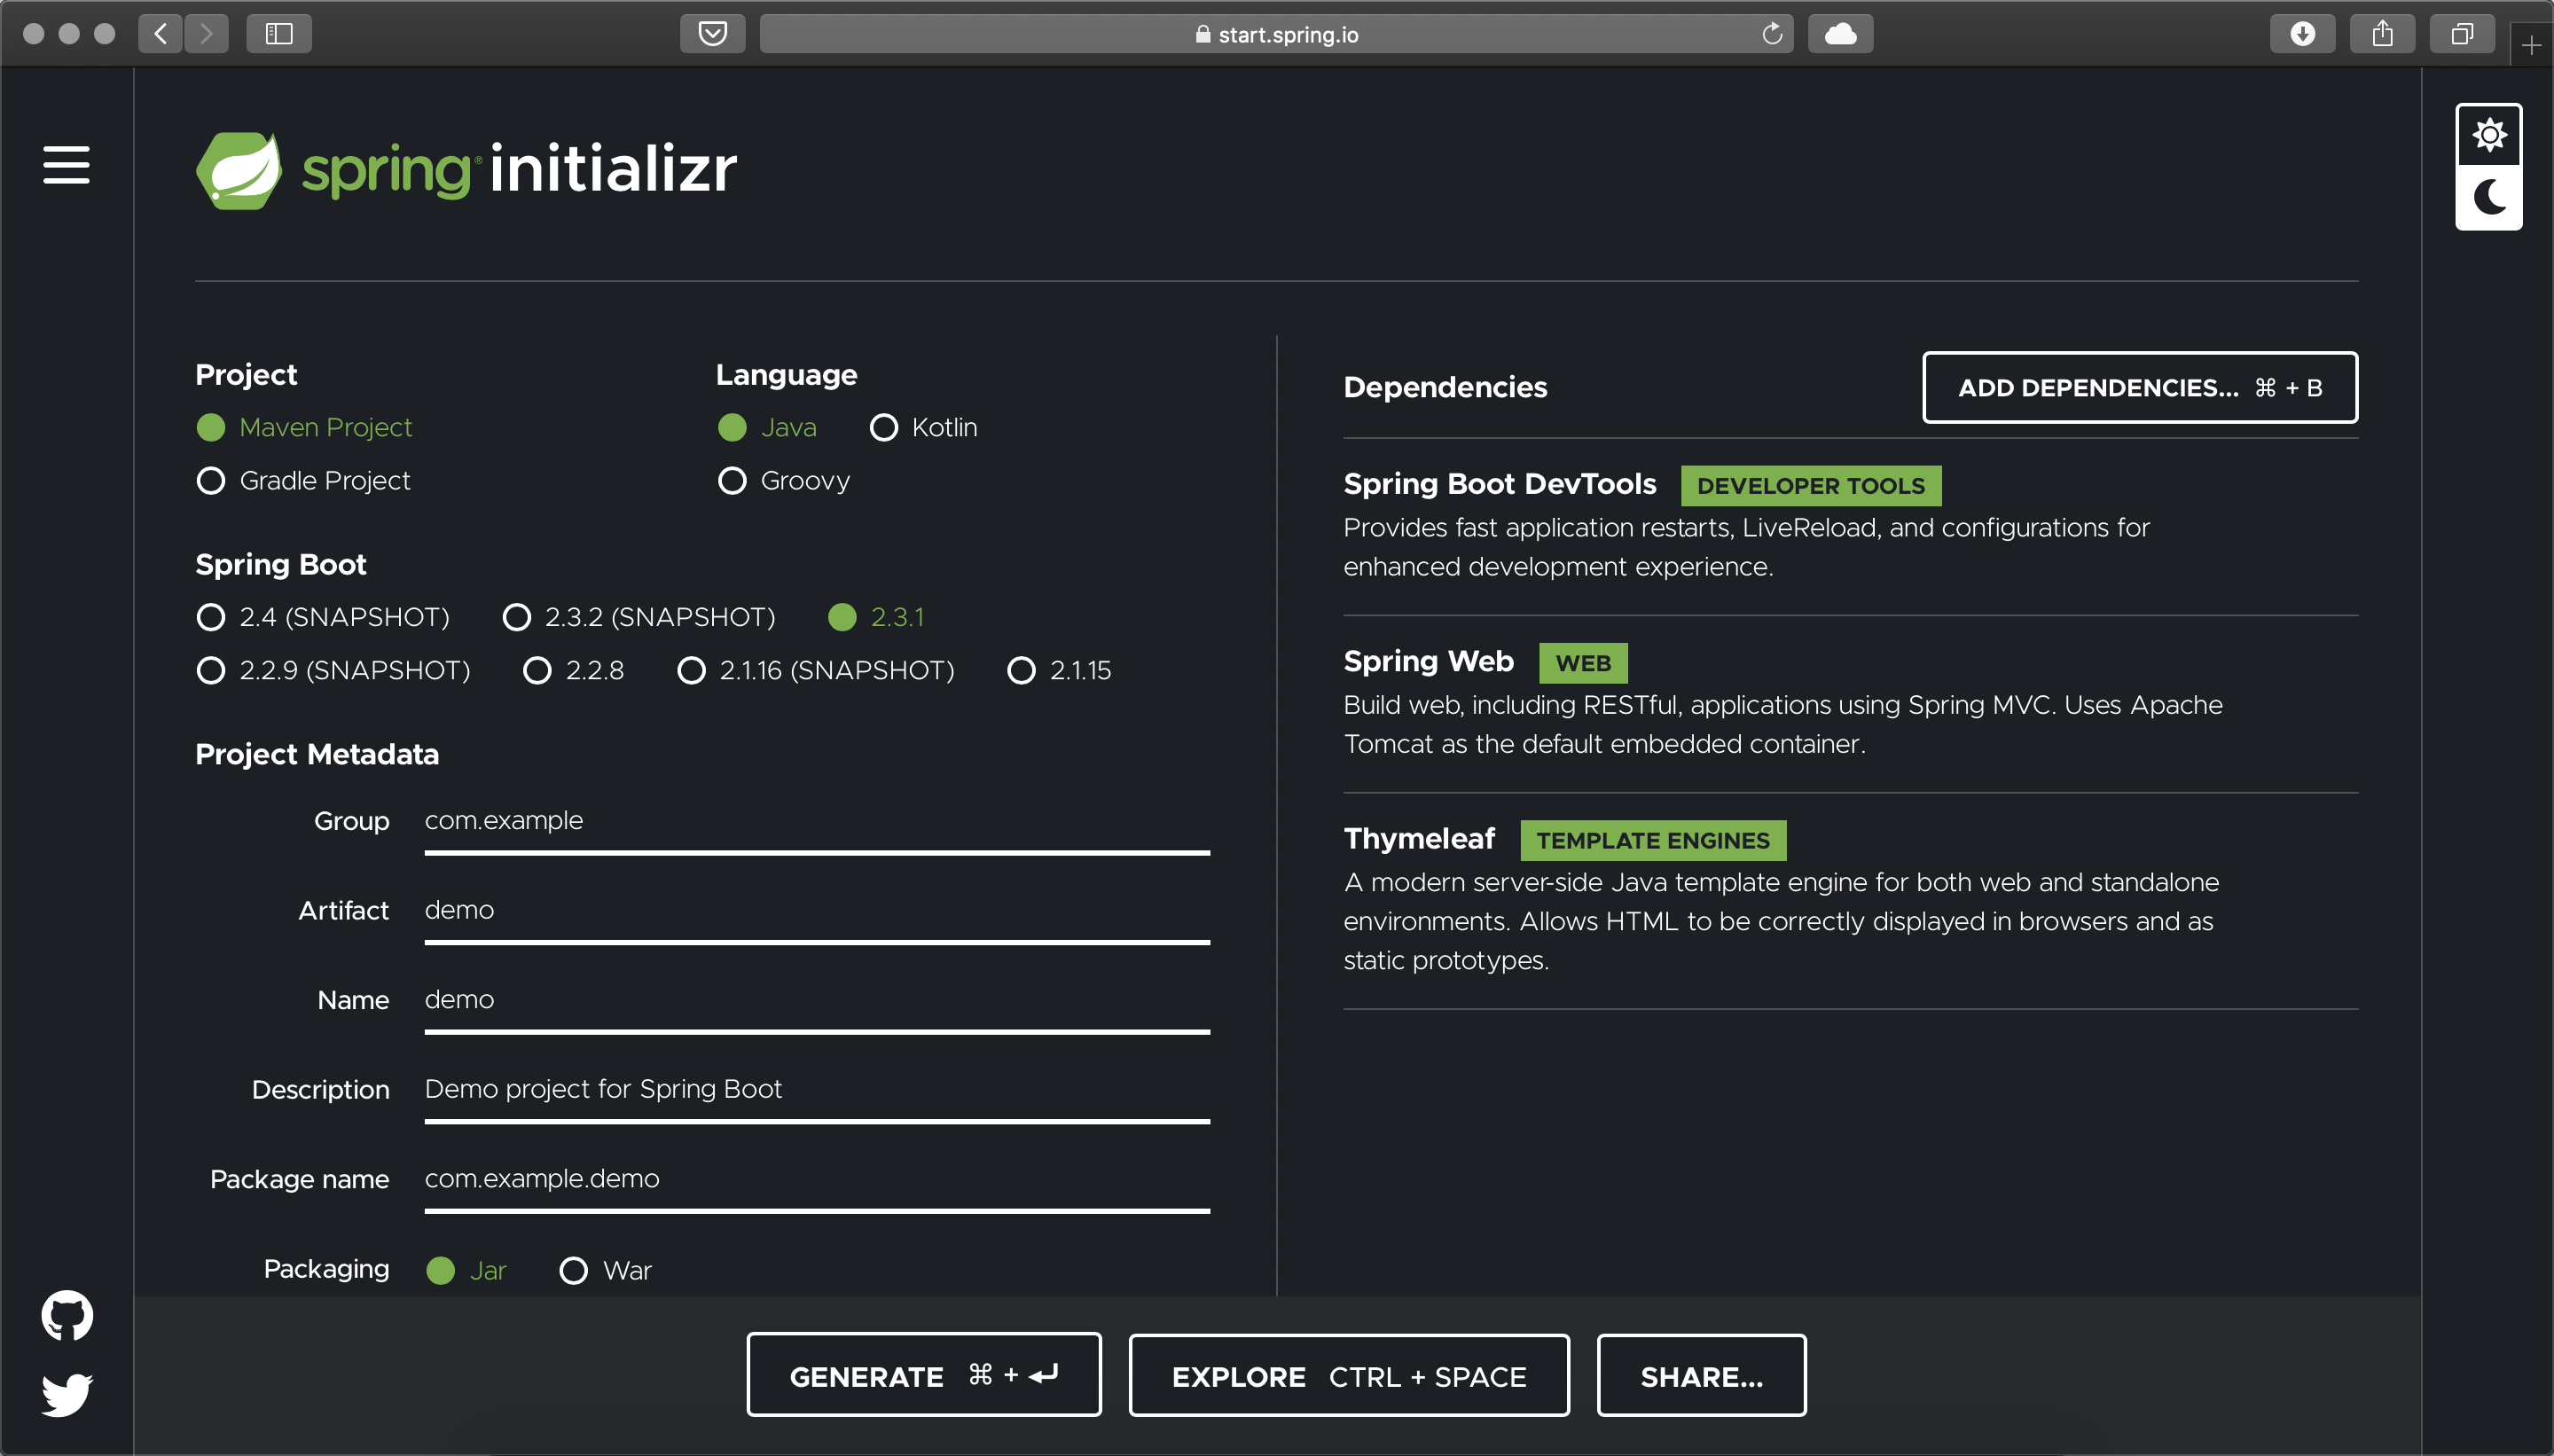 start.spring.io
spring® initializr
Project
Maven Project
Gradle Project
Language
Java Kotlin
Groovy
Spring Boot
2.4 (SNAPSHOT) 2.3.2 (SNAPSHOT) 2.3.1
2.2.9 (SNAPSHOT) 2.2.8 2.1.16 (SNAPSHOT) 2.1.15
Project Metadata
Group com.example
Artifact demo
Name demo
Description Demo project for Spring Boot
Package name com.example.demo
Packaging Jar War
Dependencies
ADD DEPENDENCIES... ⌘ + B
Spring Boot DevTools DEVELOPER TOOLS
Provides fast application restarts, LiveReload, and configurations for
enhanced development experience.
Spring Web WEB
Build web, including RESTful, applications using Spring MVC. Uses Apache
Tomcat as the default embedded container.
Thymeleaf TEMPLATE ENGINES
A modern server-side Java template engine for both web and standalone
environments. Allows HTML to be correctly displayed in browsers and as
static prototypes.
GENERATE ⌘ + ↵
EXPLORE CTRL + SPACE
SHARE...